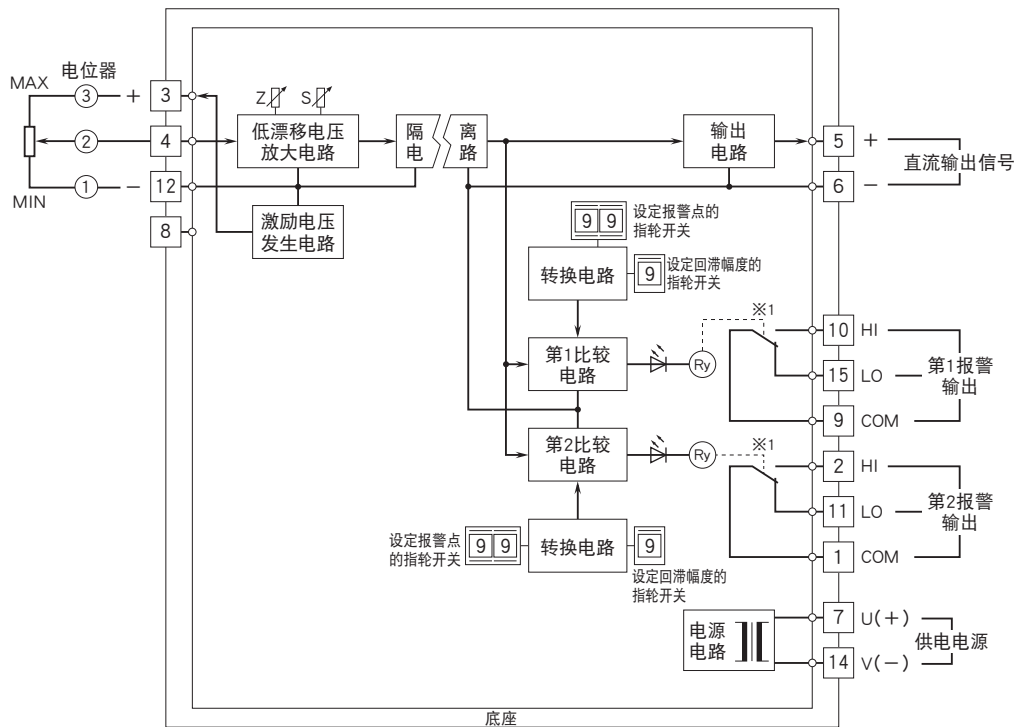 电位器
MAX
3
+
3
2
4
1
−
12
MIN
8
Z
S
低漂移电压
放大电路
隔 离
电 路
输出
电路
5
+
6
−
直流输出信号
激励电压
发生电路
9 9
设定报警点的
指轮开关
转换电路
9
设定回滞幅度的
指轮开关
第1比较
电路
Ry
※1
10 HI
15 LO
9 COM
第1报警
输出
第2比较
电路
Ry
※1
2 HI
11 LO
1 COM
第2报警
输出
设定报警点
的指轮开关
9 9
转换电路
9
设定回滞幅度的
指轮开关
电源
电路
7 U(+)
14 V(−)
供电电源
底座